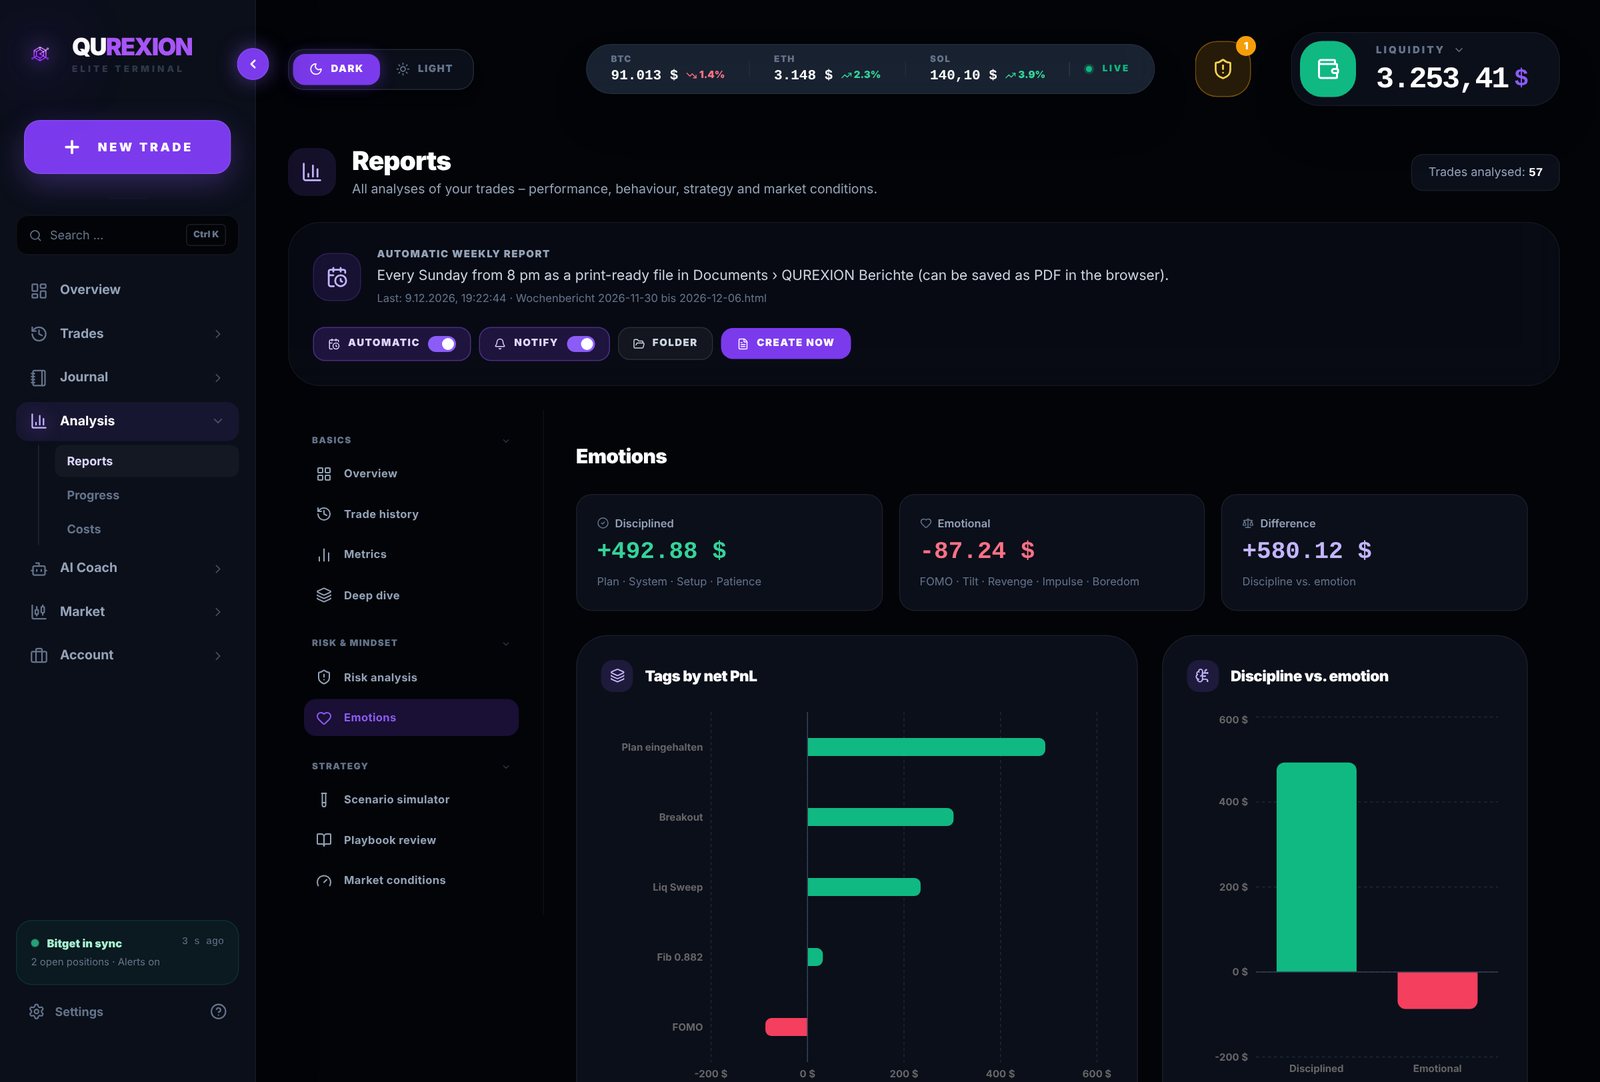 QUREXION
ELITE TERMINAL
NEW TRADE
Search ...
Ctrl K
Overview
Trades
Journal
Analysis
Reports
Progress
Costs
AI Coach
Market
Account
Bitget in sync
3 s ago
2 open positions · Alerts on
Settings
DARK
LIGHT
BTC
91.013 $
1.4%
ETH
3.148 $
2.3%
SOL
140,10 $
3.9%
LIVE
1
LIQUIDITY
3.253,41 $
Reports
All analyses of your trades – performance, behaviour, strategy and market conditions.
Trades analysed: 57
AUTOMATIC WEEKLY REPORT
Every Sunday from 8 pm as a print-ready file in Documents › QUREXION Berichte (can be saved as PDF in the browser).
Last: 9.12.2026, 19:22:44 · Wochenbericht 2026-11-30 bis 2026-12-06.html
AUTOMATIC
NOTIFY
FOLDER
CREATE NOW
BASICS
Overview
Trade history
Metrics
Deep dive
RISK & MINDSET
Risk analysis
Emotions
STRATEGY
Scenario simulator
Playbook review
Market conditions
Emotions
Disciplined
+492.88 $
Plan · System · Setup · Patience
Emotional
-87.24 $
FOMO · Tilt · Revenge · Impulse · Boredom
Difference
+580.12 $
Discipline vs. emotion
Tags by net PnL
Plan eingehalten
Breakout
Liq Sweep
Fib 0.882
FOMO
-200 $
0 $
200 $
400 $
600 $
Discipline vs. emotion
600 $
400 $
200 $
0 $
-200 $
Disciplined
Emotional